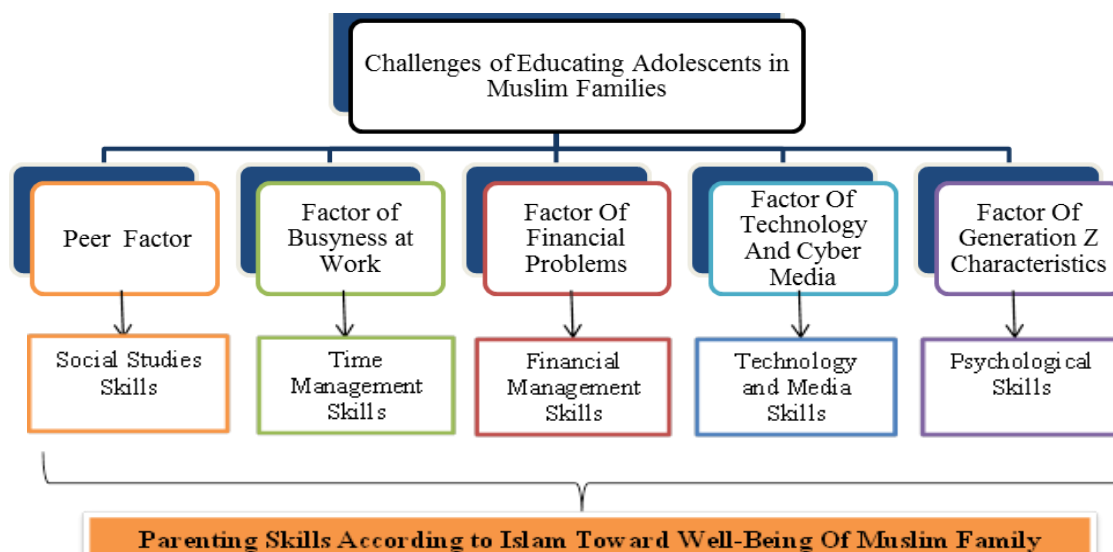 Challenges of Educating Adolescents in
Muslim Families
Peer Factor
Factor of
Busyness at
Work
Factor Of
Financial
Problems
Factor Of
Technology
And Cyber
Media
Factor Of
Generation Z
Characteristics
Social Studies
Skills
Time
Management
Skills
Financial
Management Skills
Technology
and Media
Skills
Psychological
Skills
Parenting Skills According to Islam Toward Well-Being Of Muslim Family